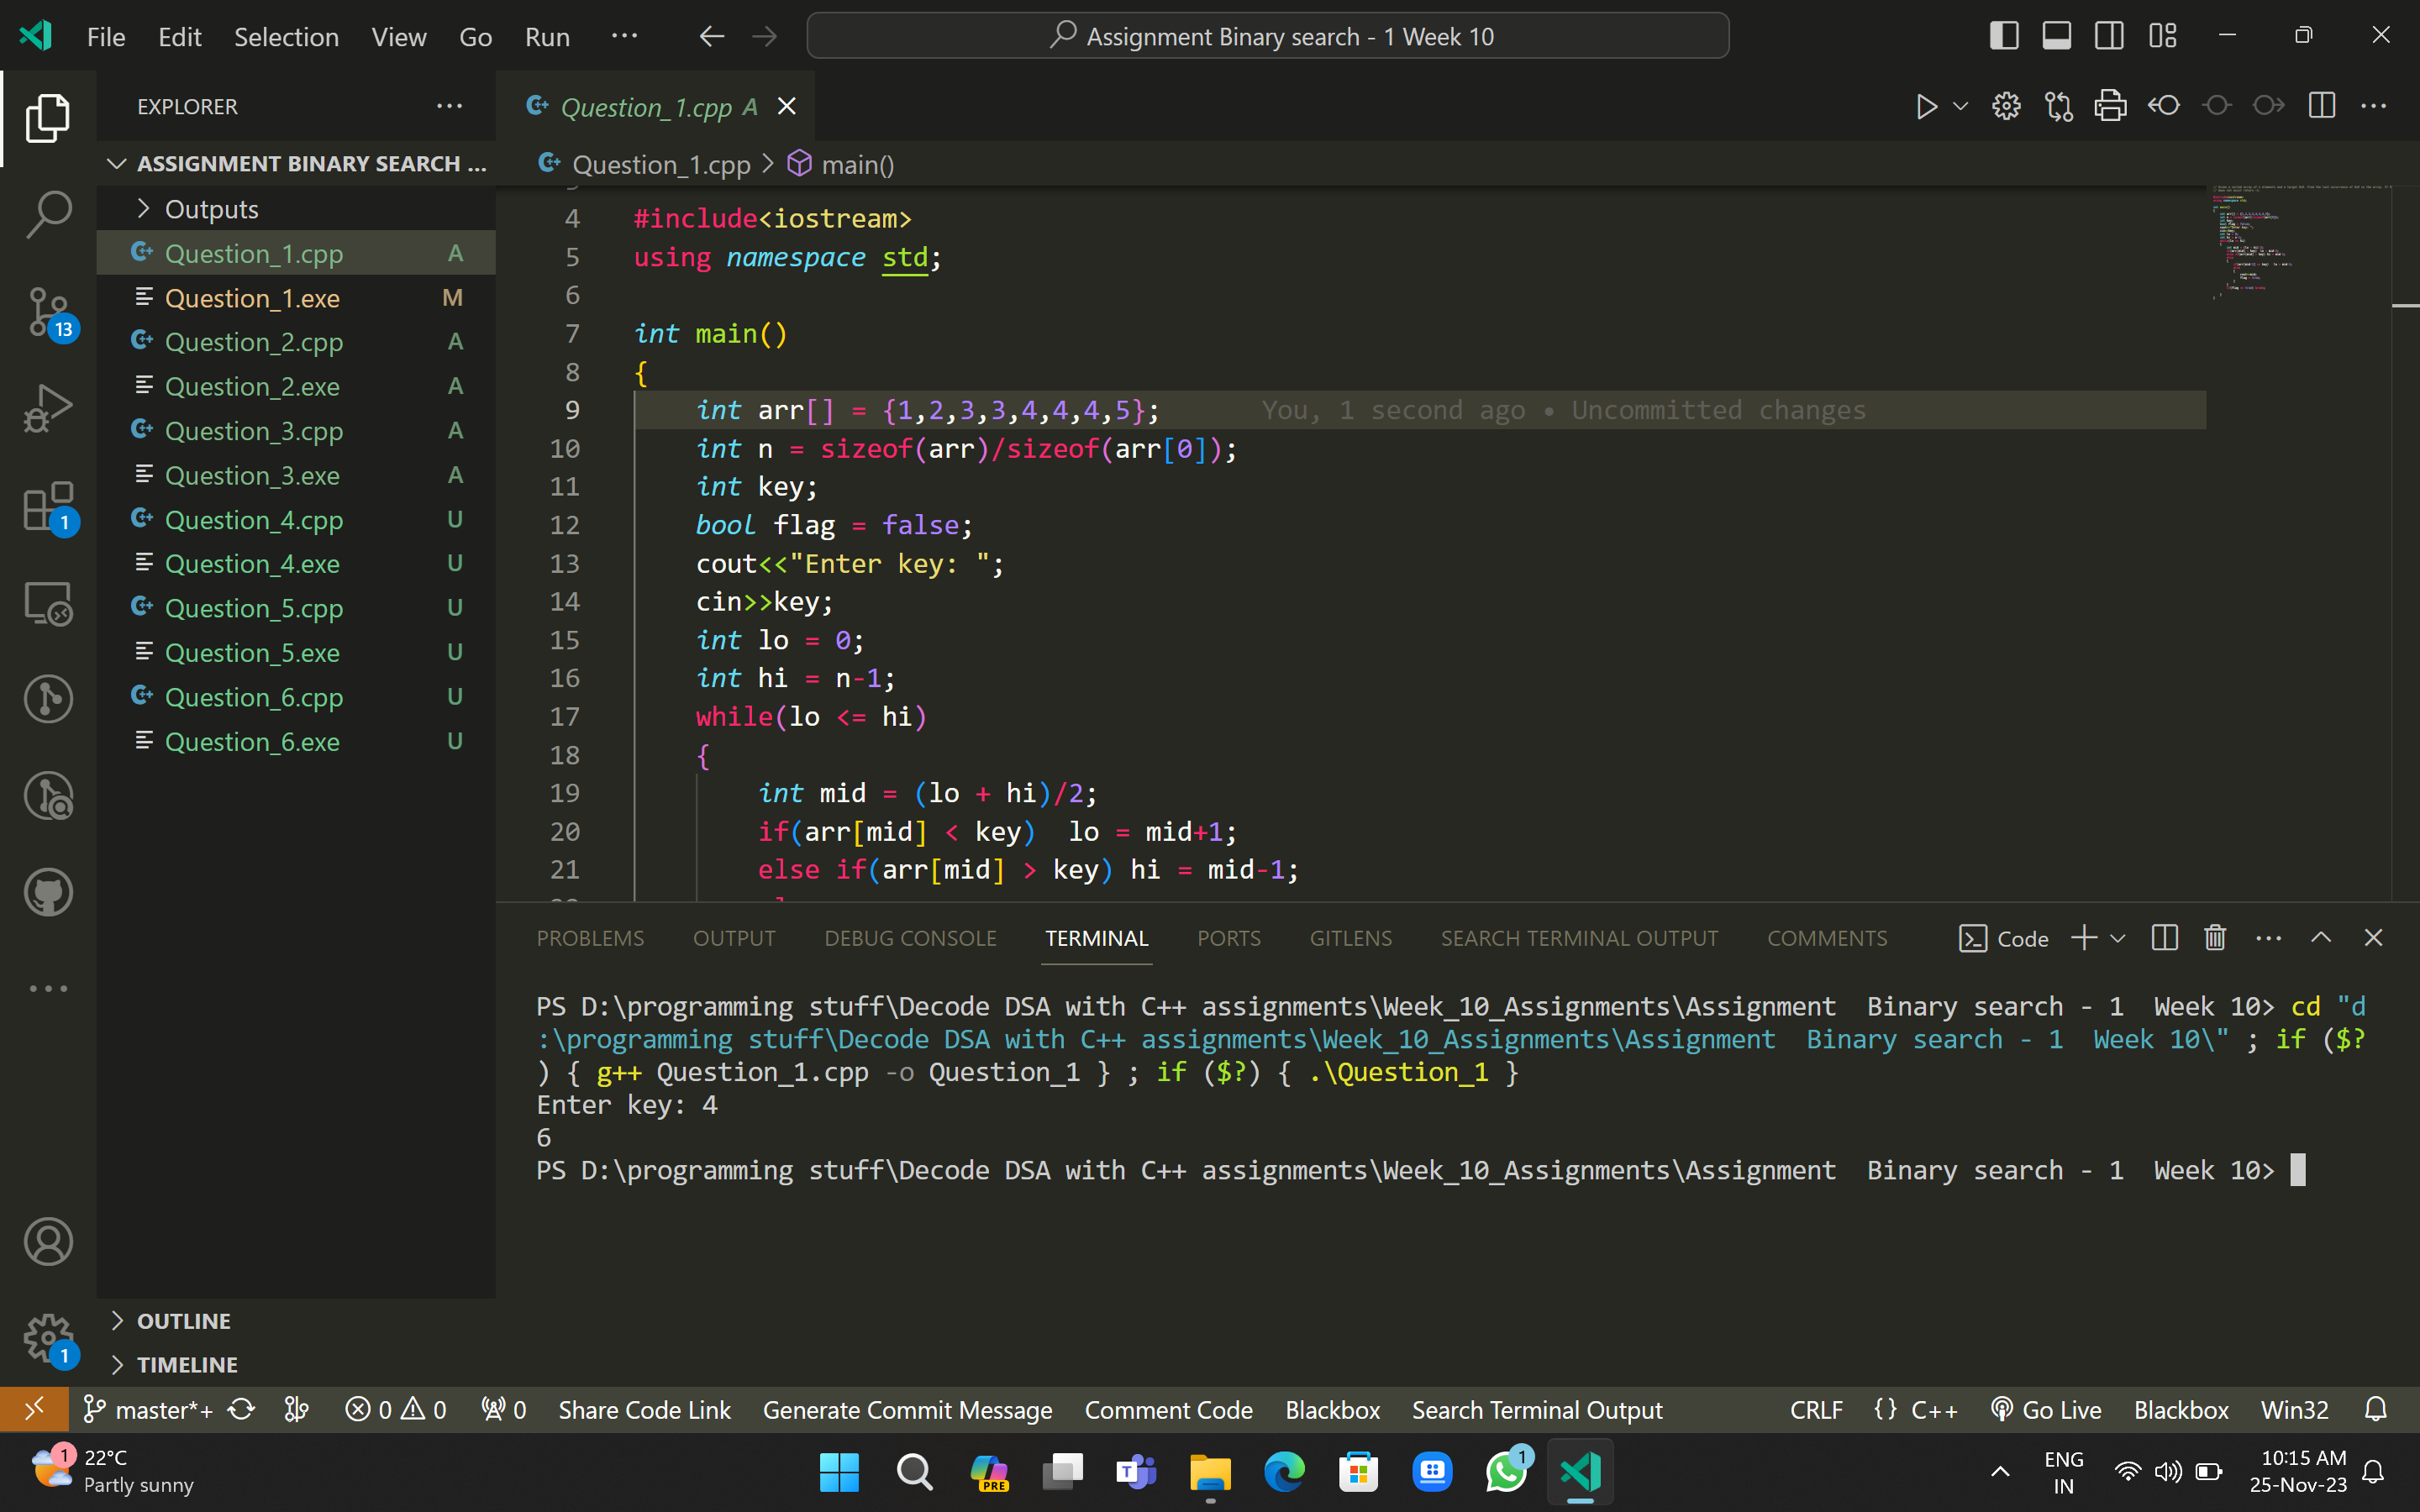 File Edit Selection View Go Run ··· Assignment Binary search - 1 Week 10
EXPLORER
Question_1.cpp A
ASSIGNMENT BINARY SEARCH ...
Question_1.cpp > main()
Outputs
Question_1.cpp A
Question_1.exe M
Question_2.cpp A
Question_2.exe A
Question_3.cpp A
Question_3.exe A
Question_4.cpp U
Question_4.exe U
Question_5.cpp U
Question_5.exe U
Question_6.cpp U
Question_6.exe U
13
1
4 #include<iostream>
5 using namespace std;
6
7 int main()
8 {
9 int arr[] = {1,2,3,3,4,4,4,5}; You, 1 second ago • Uncommitted changes
10 int n = sizeof(arr)/sizeof(arr[0]);
11 int key;
12 bool flag = false;
13 cout<<"Enter key: ";
14 cin>>key;
15 int lo = 0;
16 int hi = n-1;
17 while(lo <= hi)
18 {
19 int mid = (lo + hi)/2;
20 if(arr[mid] < key)  lo = mid+1;
21 else if(arr[mid] > key) hi = mid-1;
PROBLEMS OUTPUT DEBUG CONSOLE TERMINAL PORTS GITLENS SEARCH TERMINAL OUTPUT COMMENTS Code
PS D:\programming stuff\Decode DSA with C++ assignments\Week_10_Assignments\Assignment  Binary search - 1  Week 10> cd "d
:\programming stuff\Decode DSA with C++ assignments\Week_10_Assignments\Assignment  Binary search - 1  Week 10\" ; if ($?
) { g++ Question_1.cpp -o Question_1 } ; if ($?) { .\Question_1 }
Enter key: 4
6
PS D:\programming stuff\Decode DSA with C++ assignments\Week_10_Assignments\Assignment  Binary search - 1  Week 10>
OUTLINE
TIMELINE
1
master*+ 0 0 0 Share Code Link Generate Commit Message Comment Code Blackbox Search Terminal Output CRLF {} C++ Go Live Blackbox Win32
1 22°C
Partly sunny
PRE
T
1
ENG
IN
10:15 AM
25-Nov-23